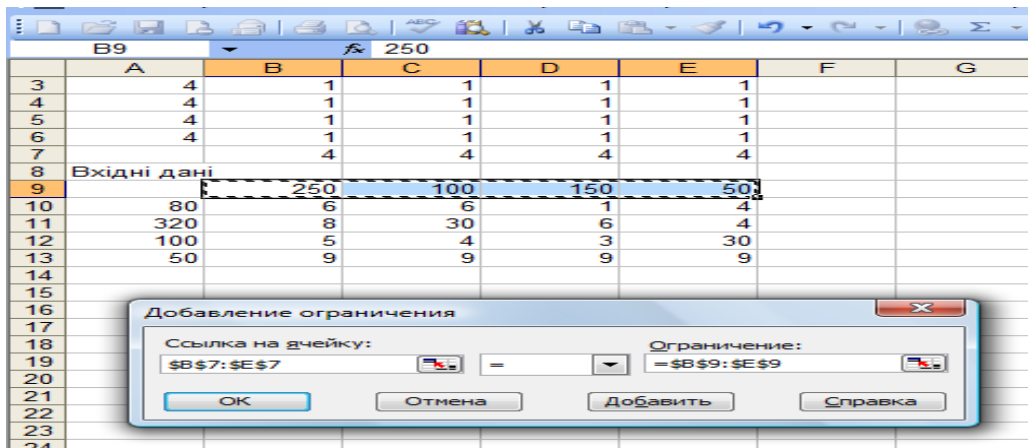 ABC Σ
B9 fx 250
A B C D E F G
3 4 1 1 1 1
4 4 1 1 1 1
5 4 1 1 1 1
6 4 1 1 1 1
7 4 4 4 4
8 Вхідні дані
9 250 100 150 50
10 80 6 6 1 4
11 320 8 30 6 4
12 100 5 4 3 30
13 50 9 9 9 9
14
15
16
17
18
19
20
21
22
23
24
Добавление ограничения
Ссылка на ячейку: Ограничение:
$B$7:$E$7 = =$B$9:$E$9
ОК Отмена Добавить Справка